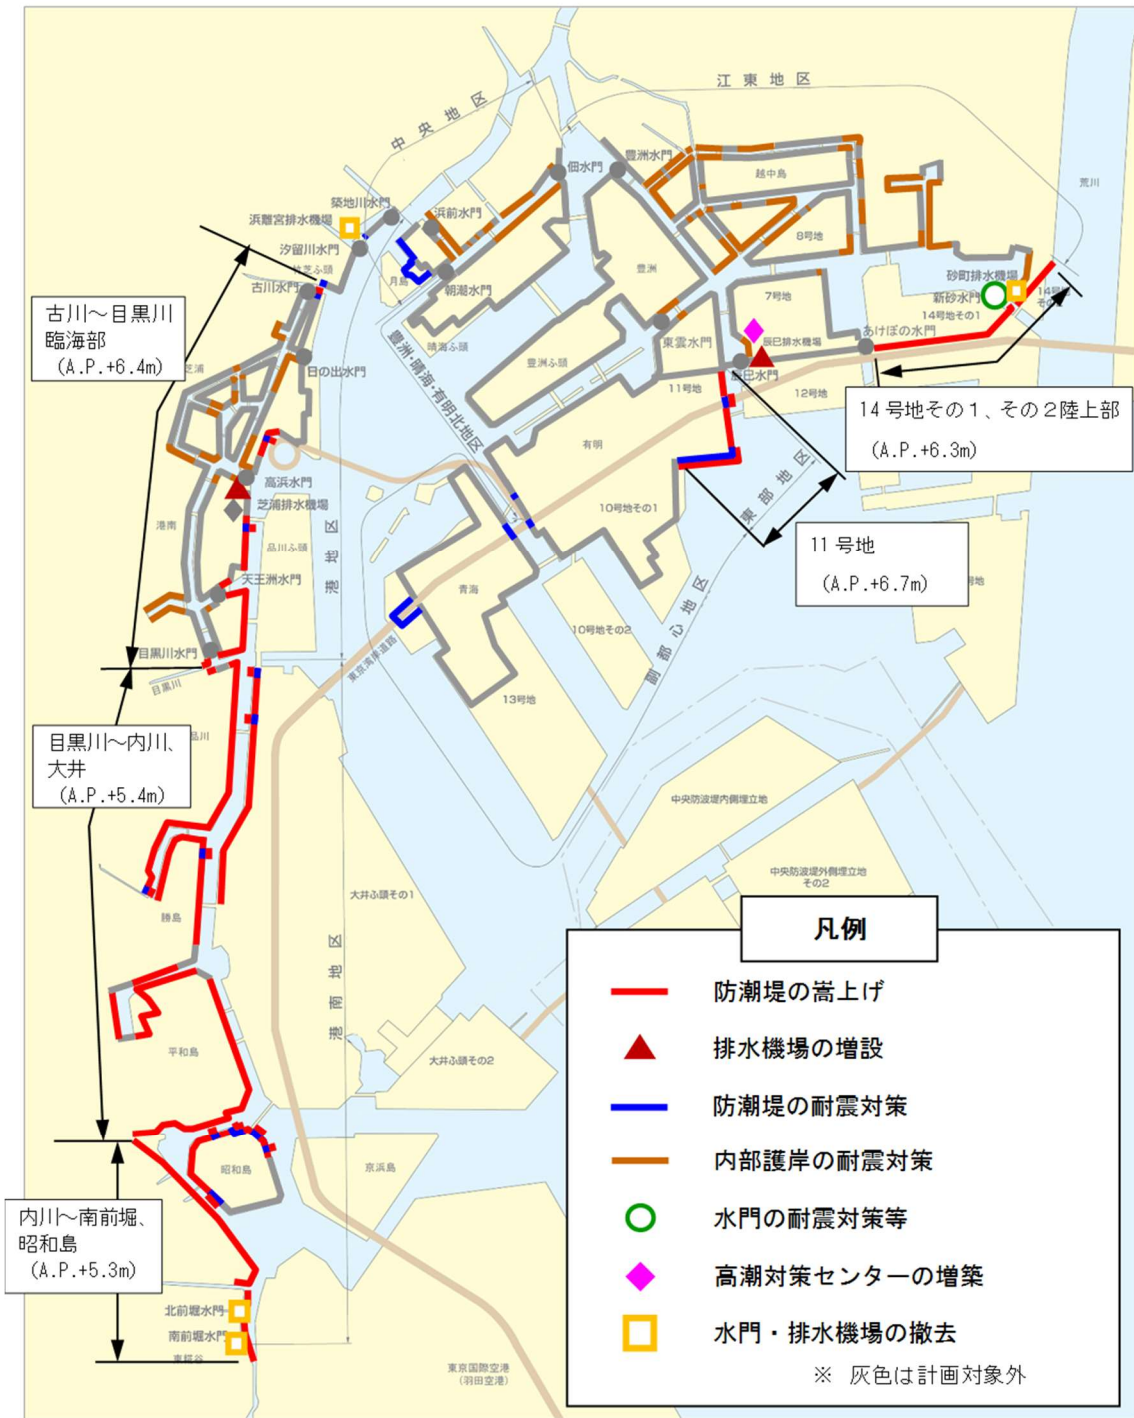 江東地区
中央地区
佃水門
豊洲水門
越中島
荒川
築地川水門
浜離宮排水機場
浜前水門
汐留川水門
8号地
竹芝ふ頭
月島
豊洲
砂町排水機場
古川水門
朝潮水門
7号地
新砂水門
14号地その1
14号地
古川～目黒川
臨海部
(A.P.+6.4m)
晴海ふ頭
東雲水門
辰巳排水機場
あけぼの水門
芝浦
日の出水門
豊洲ふ頭
辰巳水門
豊洲・晴海・有明北地区
11号地
12号地
14号地その１、その２陸上部
(A.P.+6.3m)
有明
高浜水門
芝浦排水機場
東部地区
港南
品川ふ頭
港地区
10号地その1
11号地
(A.P.+6.7m)
天王洲水門
青海
副都心地区
10号地その2
目黒川水門
東京湾岸道路
目黒川
13号地
目黒川～内川、
大井
(A.P.+5.4m)
品川
中央防波堤内側埋立地
中央防波堤外側埋立地
その2
大井ふ頭その1
勝島
港南地区
平和島
大井ふ頭その2
昭和島
京浜島
内川～南前堀、
昭和島
(A.P.+5.3m)
北前堀水門
南前堀水門
東糀谷
東京国際空港
（羽田空港）
凡例
防潮堤の嵩上げ
排水機場の増設
防潮堤の耐震対策
内部護岸の耐震対策
水門の耐震対策等
高潮対策センターの増築
水門・排水機場の撤去
※ 灰色は計画対象外